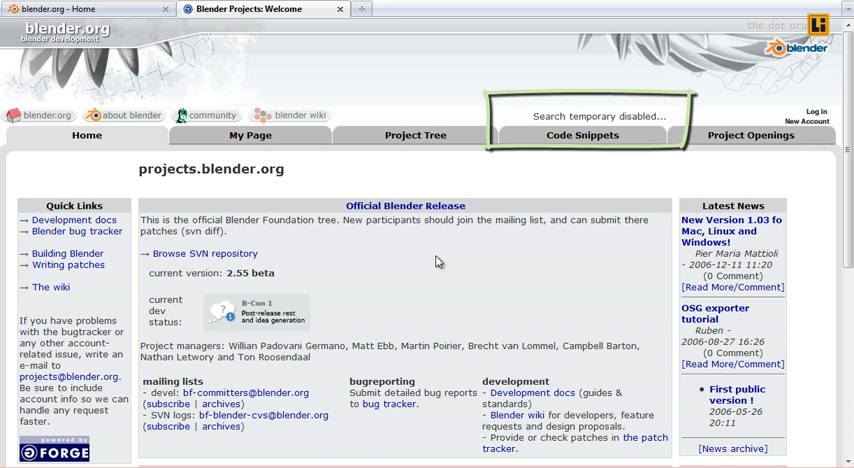 blender.org - Home
Blender Projects: Welcome
blender.org
blender development
the dot org
Li
blender
blender.org
about blender
community
blender wiki
Search temporary disabled...
Log In
New Account
Home
My Page
Project Tree
Code Snippets
Project Openings
projects.blender.org
Quick Links
→ Development docs
→ Blender bug tracker
→ Building Blender
→ Writing patches
→ The wiki
If you have problems
with the bugtracker or
any other account-
related issue, write an
e-mail to
projects@blender.org.
Be sure to include
account info so we can
handle any request
faster.
powered by
GFORGE
Official Blender Release
This is the official Blender Foundation tree. New participants should join the mailing list, and can submit there
patches (svn diff).
→ Browse SVN repository
current version: 2.55 beta
current
dev
status:
B-Con 1
Post-release rest
and idea generation
Project managers: Willian Padovani Germano, Matt Ebb, Martin Poirier, Brecht van Lommel, Campbell Barton,
Nathan Letwory and Ton Roosendaal
mailing lists
- devel: bf-committers@blender.org
(subscribe | archives)
- SVN logs: bf-blender-cvs@blender.org
(subscribe | archives)
bugreporting
Submit detailed bug reports
to bug tracker.
development
- Development docs (guides &
standards)
- Blender wiki for developers, feature
requests and design proposals.
- Provide or check patches in the patch
tracker.
Latest News
New Version 1.03 fo
Mac, Linux and
Windows!
Pier Maria Mattioli
- 2006-12-11 11:20
(0 Comment)
[Read More/Comment]
OSG exporter
tutorial
Ruben -
2006-08-27 16:26
(0 Comment)
[Read More/Comment]
• First public
version !
2006-05-26
20:11
[News archive]